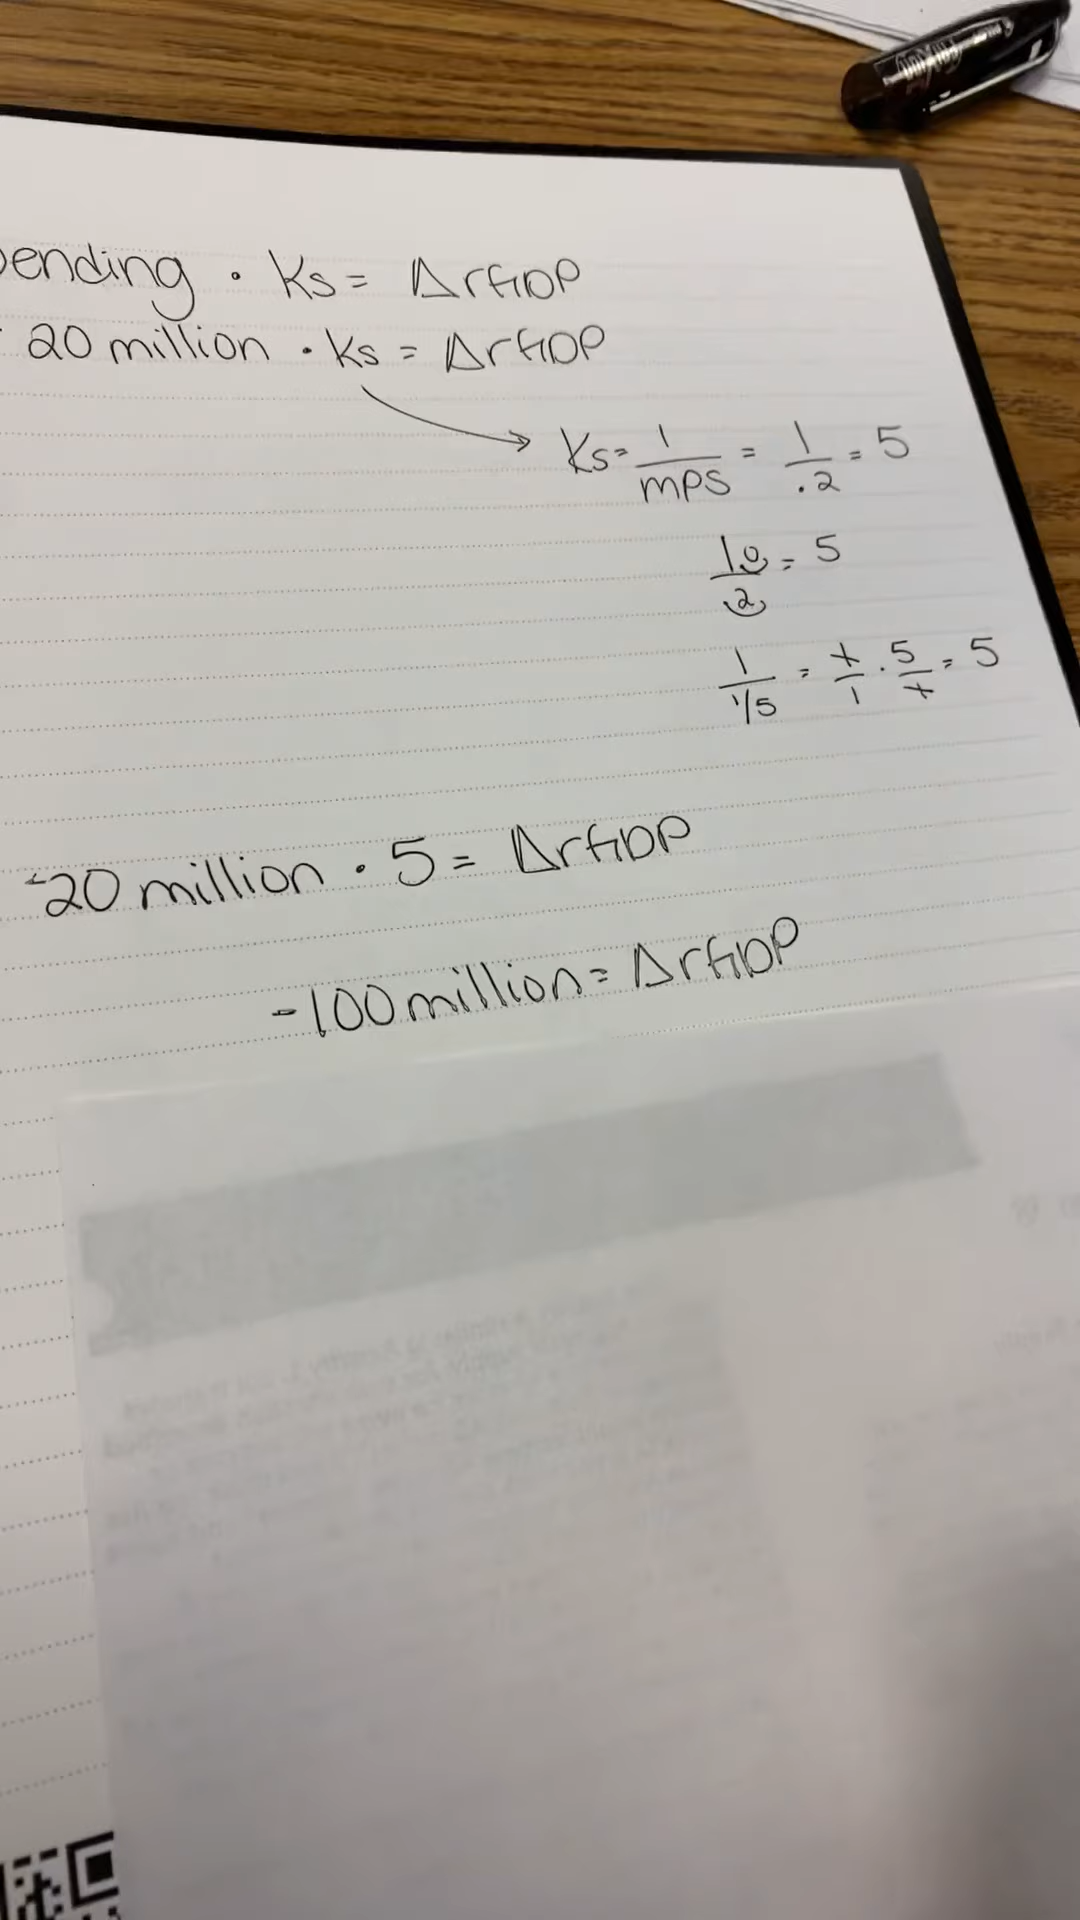 pending · Ks = ΔrGDP
- 20 million · Ks = ΔrGDP
Ks = 1/MPS = 1/.2 = 5
10/2 = 5
1/1/5 = 1/1 · 5/1 = 5
-20 million · 5 = ΔrGDP
-100 million = ΔrGDP